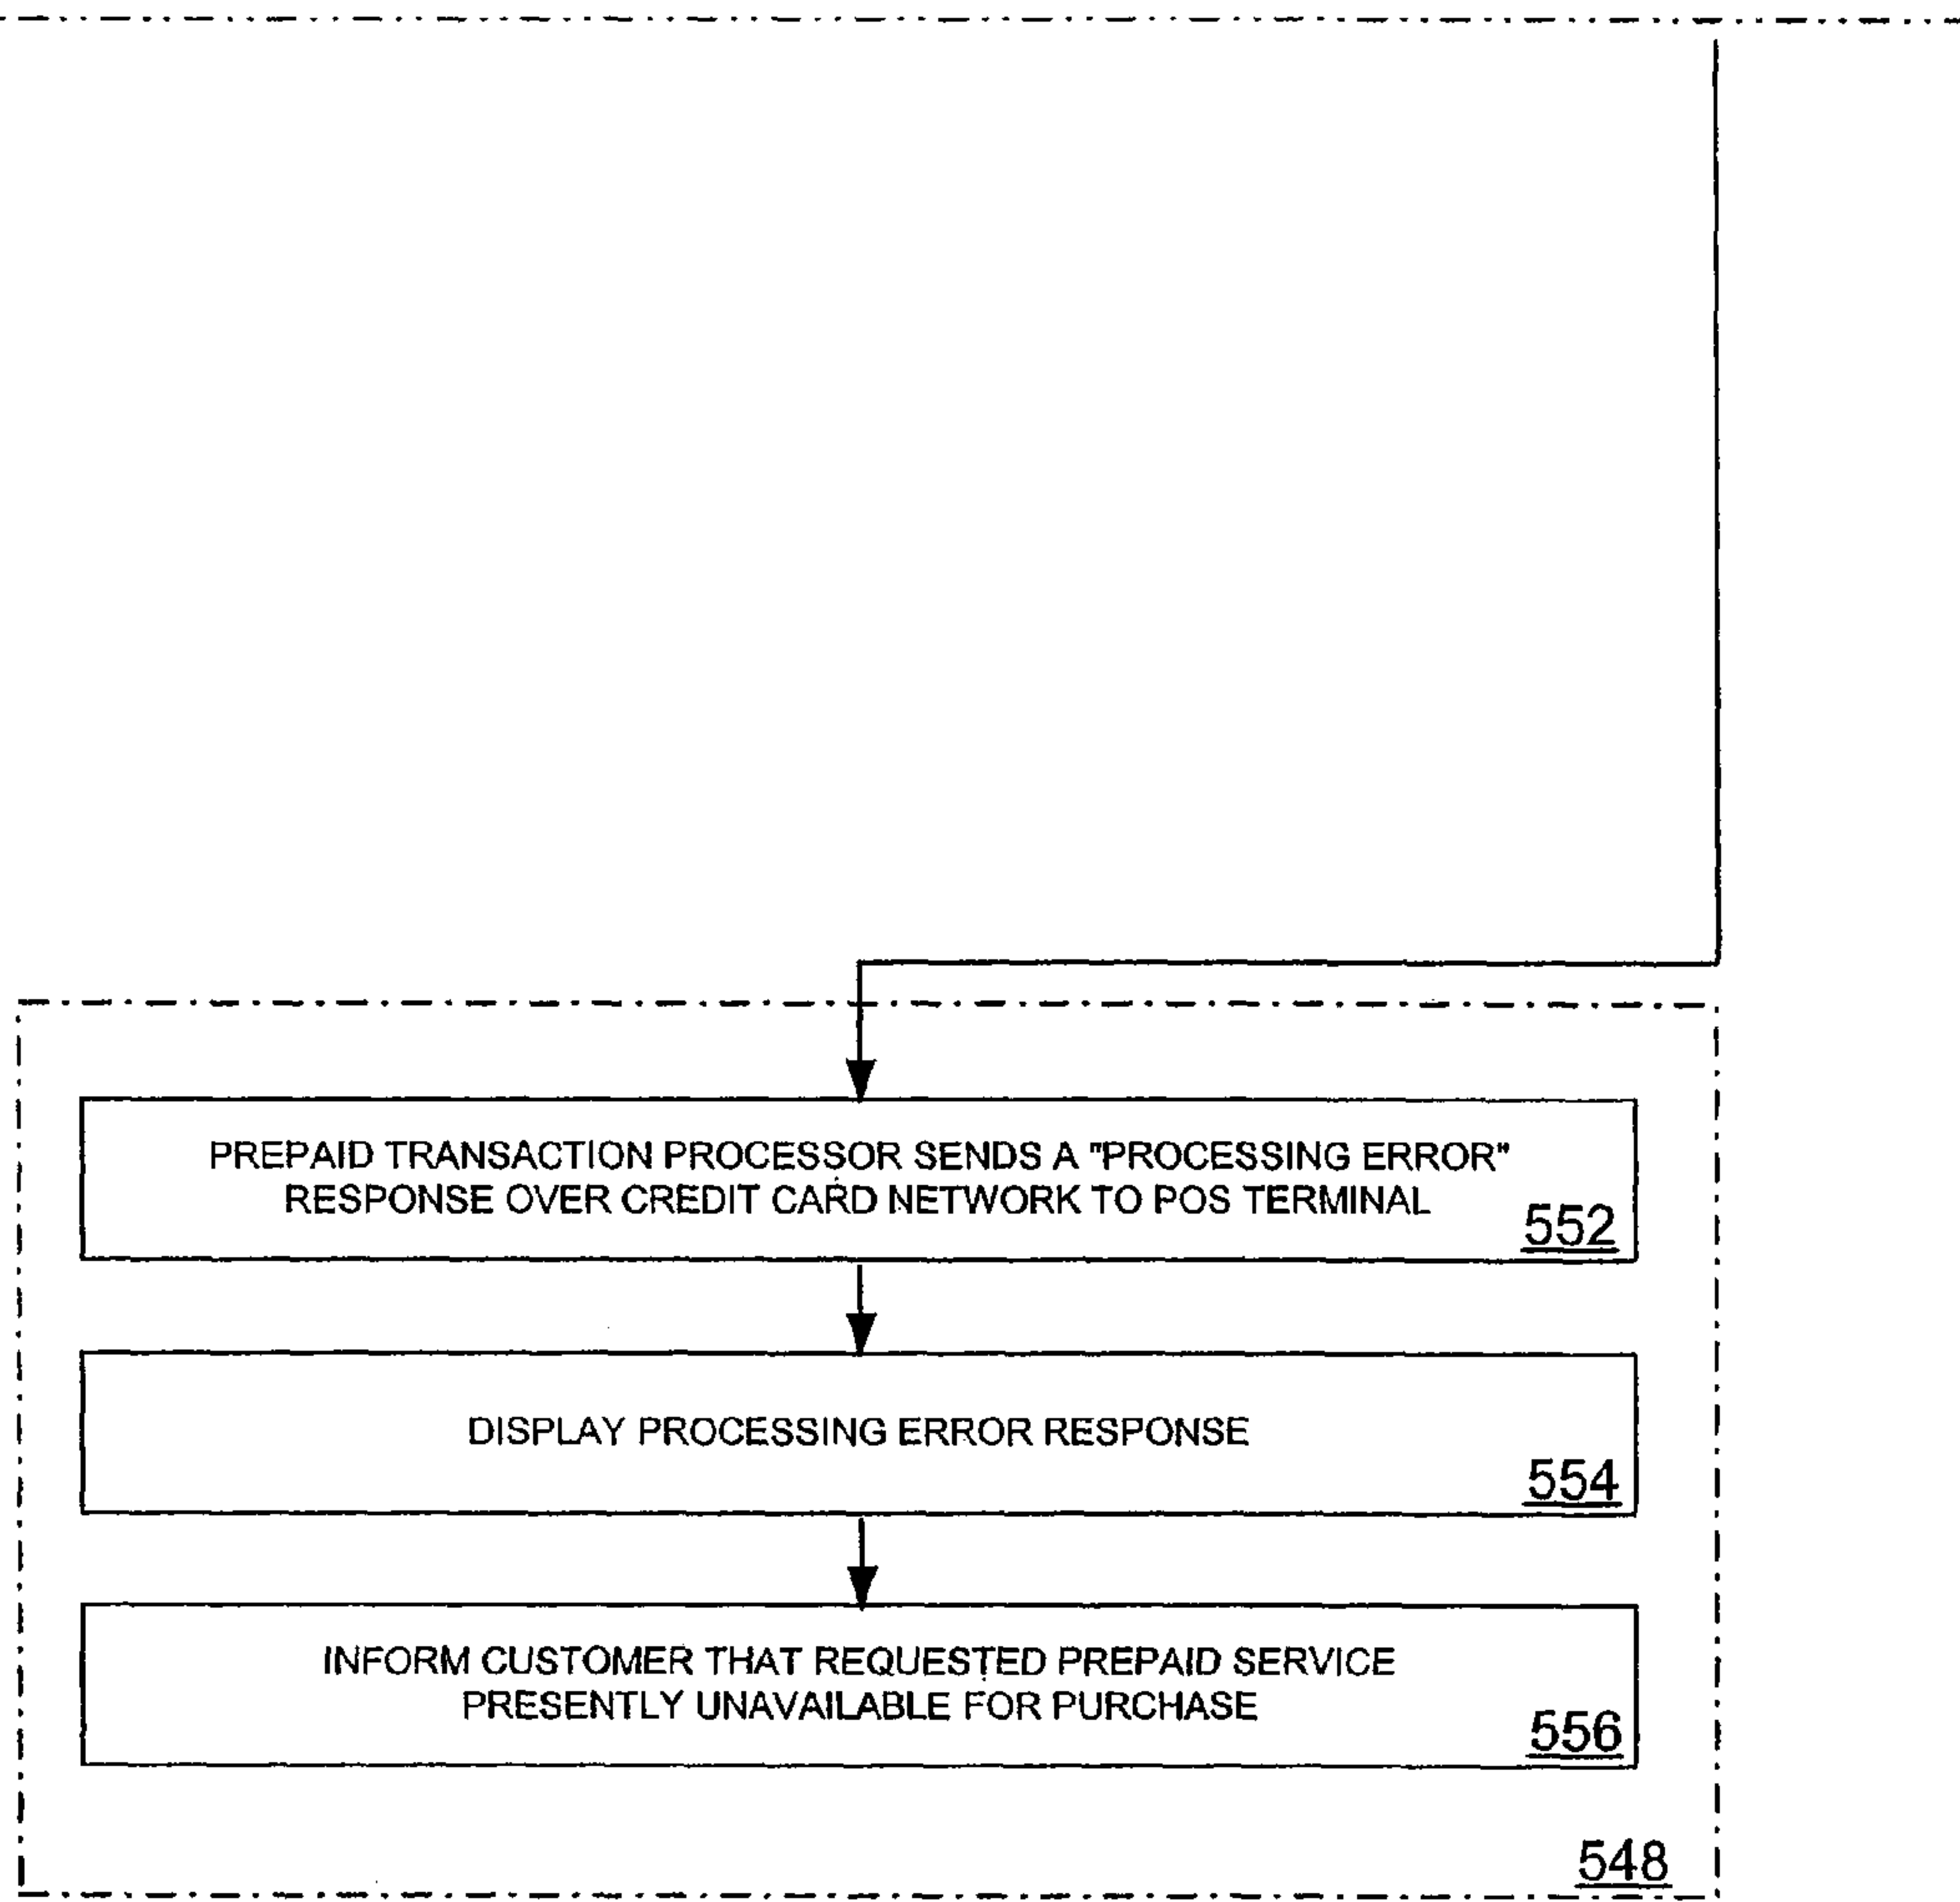 PREPAID TRANSACTION PROCESSOR SENDS A "PROCESSING ERROR"
RESPONSE OVER CREDIT CARD NETWORK TO POS TERMINAL
552
DISPLAY PROCESSING ERROR RESPONSE
554
INFORM CUSTOMER THAT REQUESTED PREPAID SERVICE
PRESENTLY UNAVAILABLE FOR PURCHASE
556
548